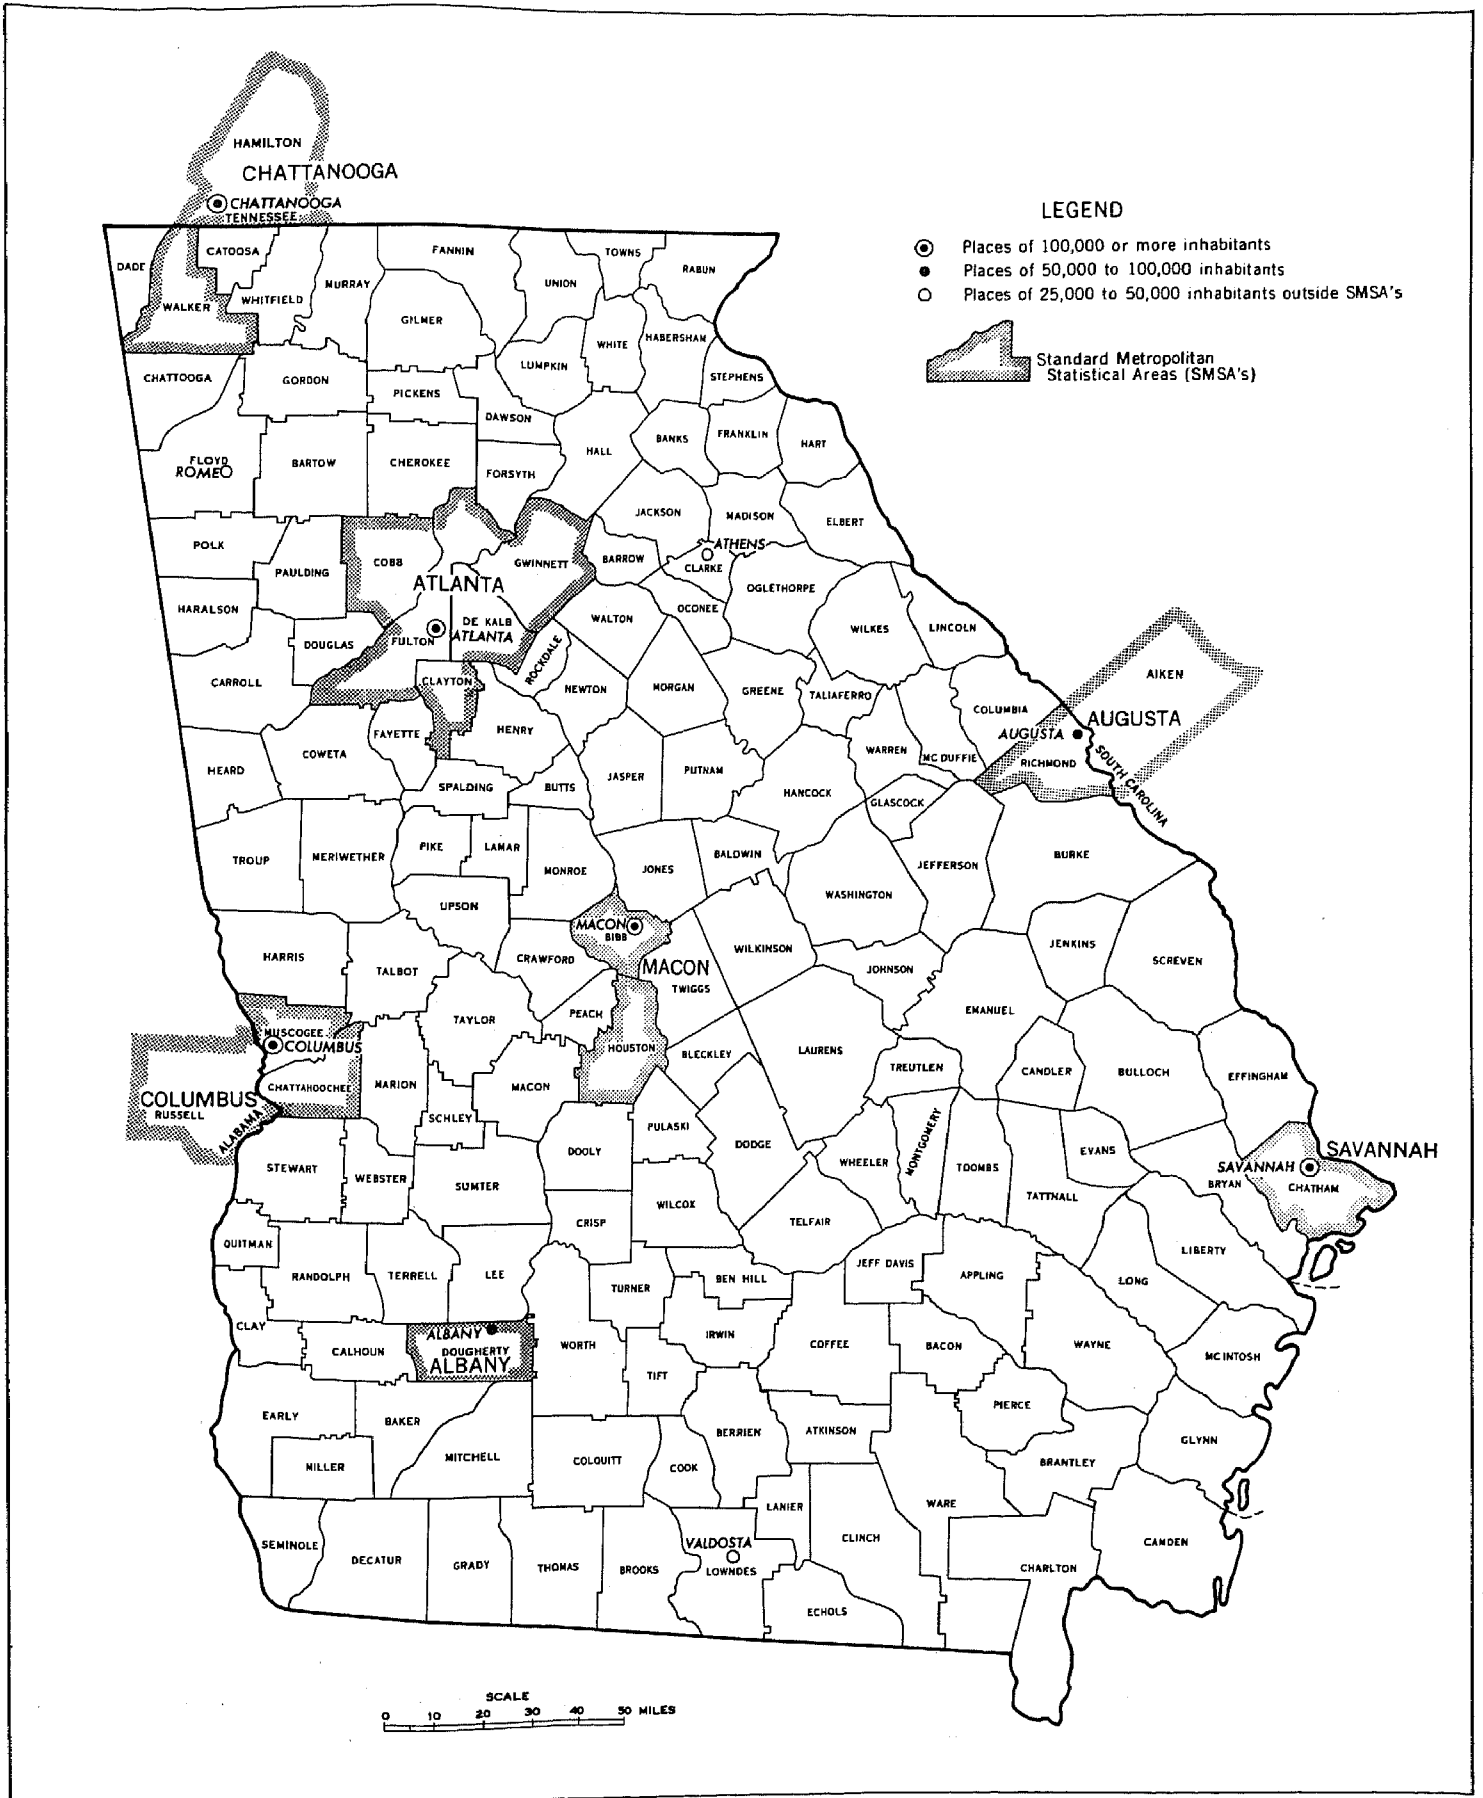 HAMILTON
CHATTANOOGA
CHATTANOOGA
TENNESSEE
LEGEND
Places of 100,000 or more inhabitants
Places of 50,000 to 100,000 inhabitants
Places of 25,000 to 50,000 inhabitants outside SMSA's
Standard Metropolitan
Statistical Areas (SMSA's)
DADE
CATOOSA
FANNIN
TOWNS
RABUN
UNION
MURRAY
WHITFIELD
WALKER
GILMER
WHITE
HABERSHAM
LUMPKIN
STEPHENS
CHATTOOGA
GORDON
PICKENS
DAWSON
BANKS
FRANKLIN
HART
HALL
FLOYD
ROME
BARTOW
CHEROKEE
FORSYTH
JACKSON
MADISON
ELBERT
POLK
PAULDING
COBB
GWINNETT
BARROW
ATHENS
CLARKE
ATLANTA
OGLETHORPE
HARALSON
OCONEE
WALTON
DE KALB
ATLANTA
FULTON
DOUGLAS
WILKES
LINCOLN
ROCKDALE
CARROLL
CLAYTON
NEWTON
MORGAN
GREENE
TALIAFERRO
AIKEN
COLUMBIA
AUGUSTA
AUGUSTA
SOUTH CAROLINA
FAYETTE
HENRY
COWETA
WARREN
MC DUFFIE
RICHMOND
HEARD
SPALDING
BUTTS
JASPER
PUTNAM
HANCOCK
GLASCOCK
TROUP
MERIWETHER
PIKE
LAMAR
MONROE
JONES
BALDWIN
JEFFERSON
BURKE
WASHINGTON
UPSON
MACON
BIBB
WILKINSON
JENKINS
SCREVEN
HARRIS
TALBOT
CRAWFORD
MACON
TWIGGS
JOHNSON
EMANUEL
TAYLOR
PEACH
MUSCOGEE
COLUMBUS
HOUSTON
BLECKLEY
LAURENS
TREUTLEN
CANDLER
BULLOCH
EFFINGHAM
CHATTAHOOCHEE
MARION
MACON
COLUMBUS
RUSSELL
ALABAMA
SCHLEY
PULASKI
DODGE
MONTGOMERY
DOOLY
WHEELER
TOOMBS
EVANS
SAVANNAH
SAVANNAH
BRYAN
CHATHAM
STEWART
WEBSTER
SUMTER
TATTNALL
WILCOX
CRISP
TELFAIR
QUITMAN
RANDOLPH
TERRELL
LEE
TURNER
BEN HILL
JEFF DAVIS
APPLING
LONG
LIBERTY
CLAY
CALHOUN
ALBANY
DOUGHERTY
ALBANY
WORTH
IRWIN
COFFEE
BACON
WAYNE
MC INTOSH
TIFT
EARLY
BAKER
PIERCE
BERRIEN
ATKINSON
GLYNN
MILLER
MITCHELL
COLQUITT
COOK
BRANTLEY
LANIER
WARE
SEMINOLE
DECATUR
GRADY
THOMAS
BROOKS
VALDOSTA
LOWNDES
CLINCH
CHARLTON
CAMDEN
ECHOLS
SCALE
0 10 20 30 40 50 MILES